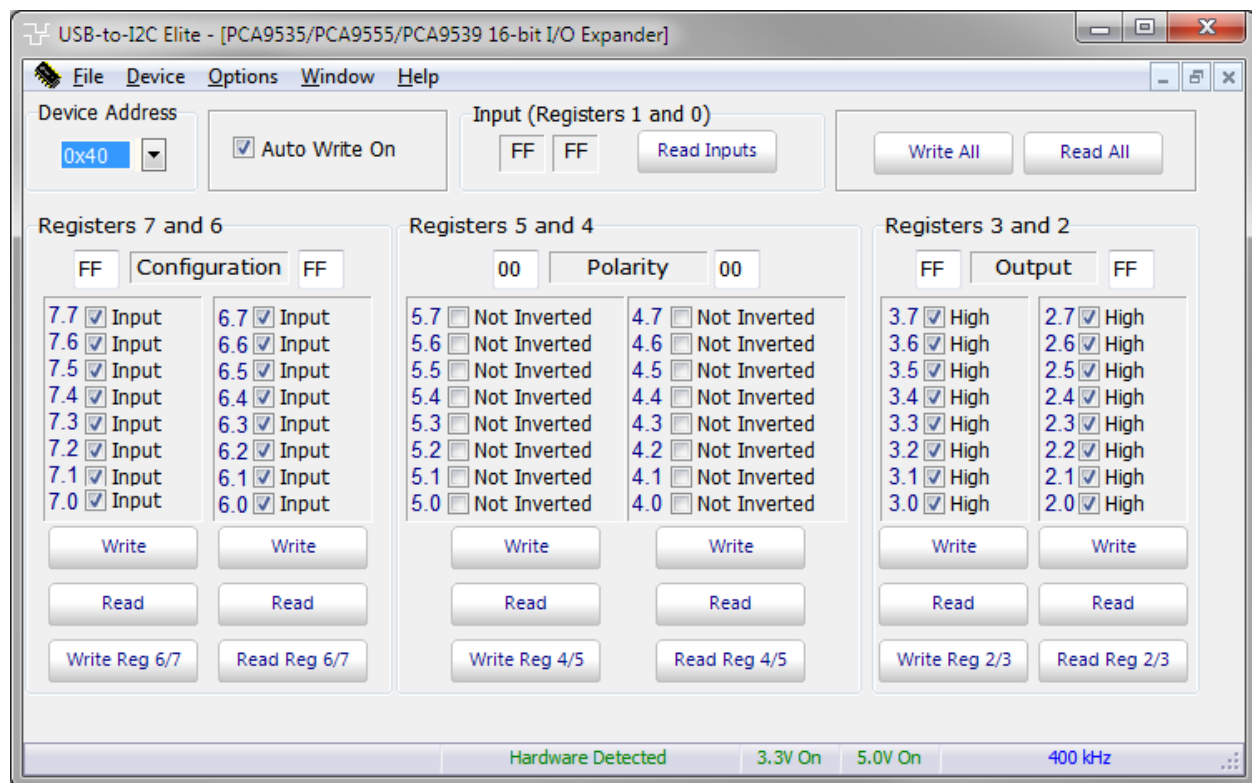 USB-to-I2C Elite - [PCA9535/PCA9555/PCA9539 16-bit I/O Expander]
File Device Options Window Help
Device Address
0x40
Auto Write On
Input (Registers 1 and 0)
FF FF Read Inputs
Write All Read All
Registers 7 and 6
FF Configuration FF
7.7 Input 6.7 Input
7.6 Input 6.6 Input
7.5 Input 6.5 Input
7.4 Input 6.4 Input
7.3 Input 6.3 Input
7.2 Input 6.2 Input
7.1 Input 6.1 Input
7.0 Input 6.0 Input
Write Write
Read Read
Write Reg 6/7 Read Reg 6/7
Registers 5 and 4
00 Polarity 00
5.7 Not Inverted 4.7 Not Inverted
5.6 Not Inverted 4.6 Not Inverted
5.5 Not Inverted 4.5 Not Inverted
5.4 Not Inverted 4.4 Not Inverted
5.3 Not Inverted 4.3 Not Inverted
5.2 Not Inverted 4.2 Not Inverted
5.1 Not Inverted 4.1 Not Inverted
5.0 Not Inverted 4.0 Not Inverted
Write Write
Read Read
Write Reg 4/5 Read Reg 4/5
Registers 3 and 2
FF Output FF
3.7 High 2.7 High
3.6 High 2.6 High
3.5 High 2.5 High
3.4 High 2.4 High
3.3 High 2.3 High
3.2 High 2.2 High
3.1 High 2.1 High
3.0 High 2.0 High
Write Write
Read Read
Write Reg 2/3 Read Reg 2/3
Hardware Detected 3.3V On 5.0V On 400 kHz